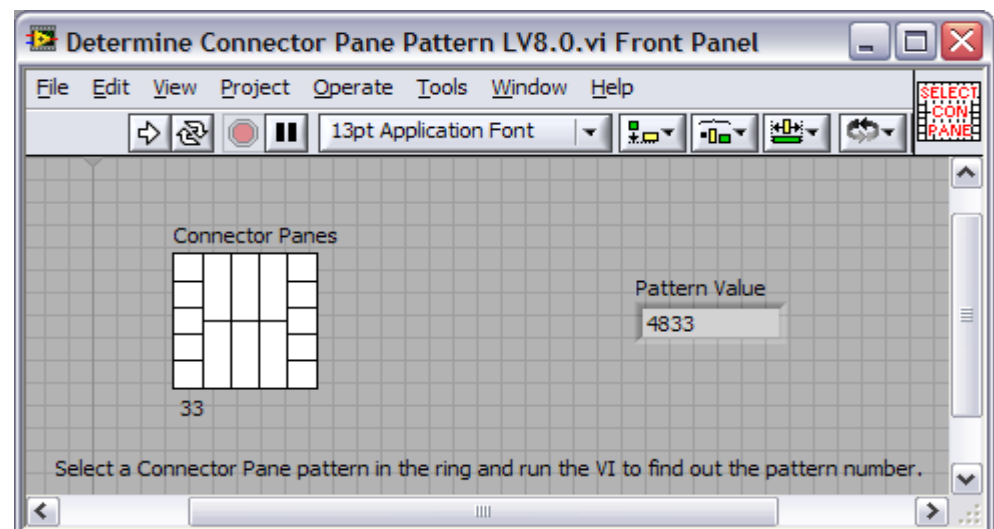 Determine Connector Pane Pattern LV8.0.vi Front Panel
File Edit View Project Operate Tools Window Help
SELECT
CON
PANE
13pt Application Font
Connector Panes
Pattern Value
4833
33
Select a Connector Pane pattern in the ring and run the VI to find out the pattern number.